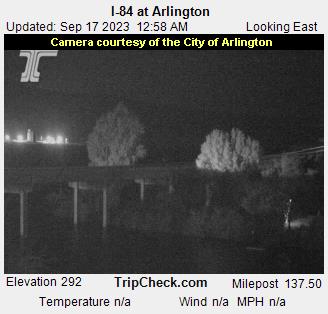 I-84 at Arlington
Updated: Sep 17 2023 12:58 AM Looking East
Camera courtesy of the City of Arlington
Elevation 292 TripCheck.com Milepost 137.50
Temperature n/a Wind n/a MPH n/a